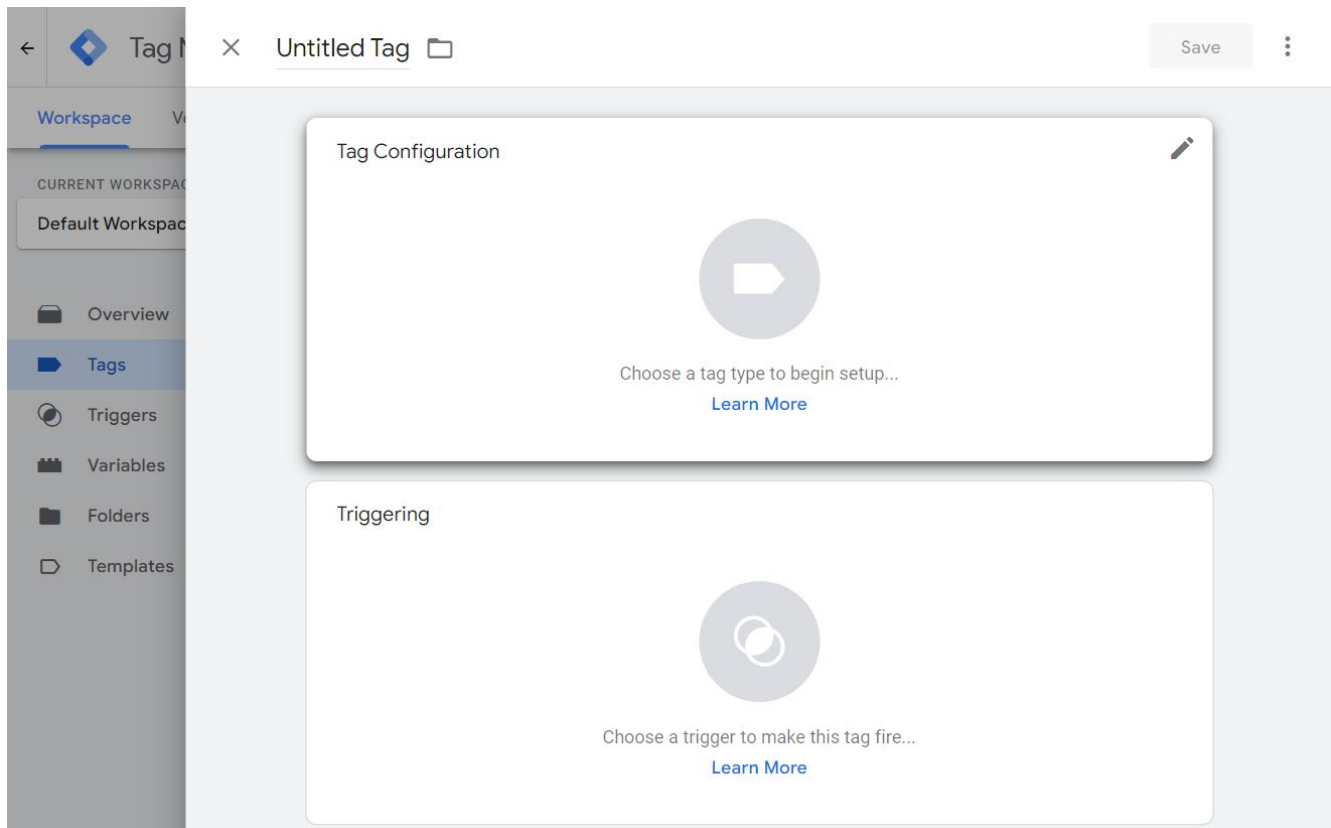 Tag M
Untitled Tag
Save
Workspace
Ve
CURRENT WORKSPAC
Default Workspac
Overview
Tags
Triggers
Variables
Folders
Templates
Tag Configuration
Choose a tag type to begin setup...
Learn More
Triggering
Choose a trigger to make this tag fire...
Learn More